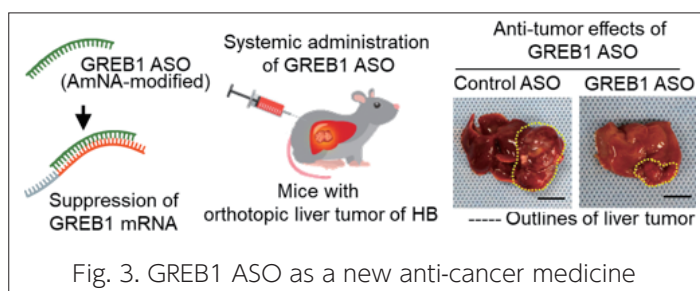 GREB1 ASO
(AmNA-modified)
Suppression of
GREB1 mRNA
Systemic administration
of GREB1 ASO
Mice with
orthotopic liver tumor of HB
Anti-tumor effects of
GREB1 ASO
Control ASO GREB1 ASO
----- Outlines of liver tumor
Fig. 3. GREB1 ASO as a new anti-cancer medicine